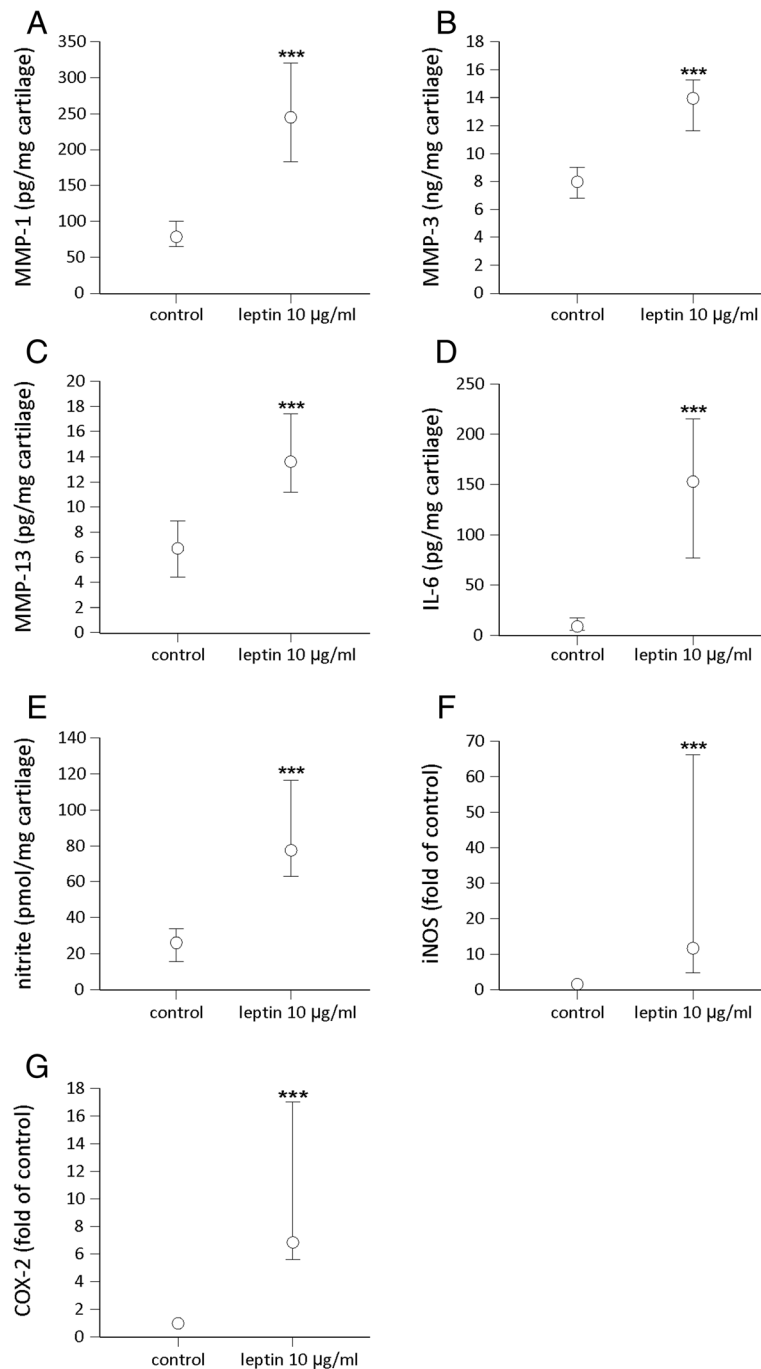 A
MMP-1 (pg/mg cartilage)
350
300
250
200
150
100
50
0
***
control
leptin 10 µg/ml
B
MMP-3 (ng/mg cartilage)
18
16
14
12
10
8
6
4
2
0
***
control
leptin 10 µg/ml
C
MMP-13 (pg/mg cartilage)
20
18
16
14
12
10
8
6
4
2
0
***
control
leptin 10 µg/ml
D
IL-6 (pg/mg cartilage)
250
200
150
100
50
0
***
control
leptin 10 µg/ml
E
nitrite (pmol/mg cartilage)
140
120
100
80
60
40
20
0
***
control
leptin 10 µg/ml
F
iNOS (fold of control)
70
60
50
40
30
20
10
0
***
control
leptin 10 µg/ml
G
COX-2 (fold of control)
18
16
14
12
10
8
6
4
2
0
***
control
leptin 10 µg/ml